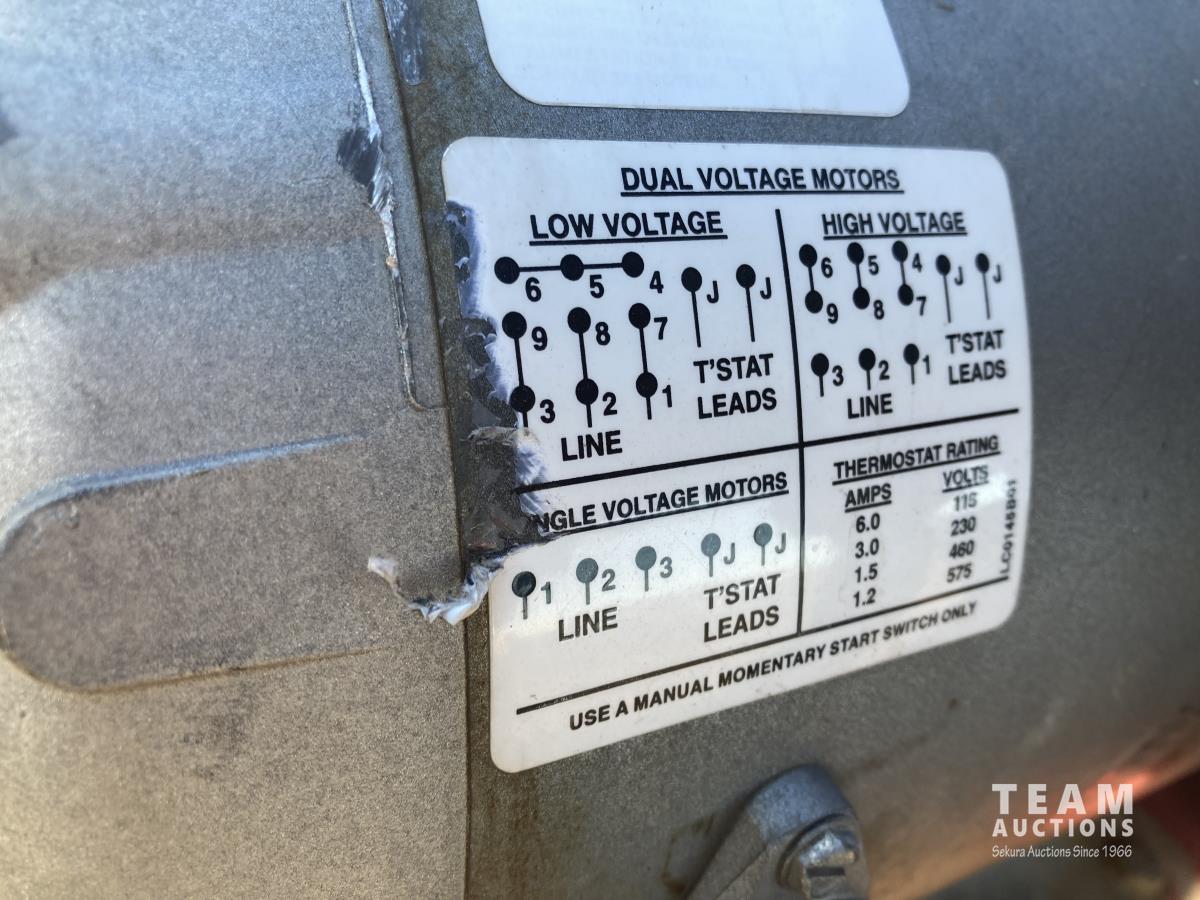 DUAL VOLTAGE MOTORS
LOW VOLTAGE
6 5 4 J J
9 8 7
3 2 1
T'STAT
LEADS
LINE
HIGH VOLTAGE
6 5 4 J J
9 8 7
T'STAT
LEADS
3 2 1
LINE
NGLE VOLTAGE MOTORS
1 2 3 J J
LINE
T'STAT
LEADS
THERMOSTAT RATING
AMPS VOLTS
6.0 115
3.0 230
1.5 460
1.2 575
LC0145B01
USE A MANUAL MOMENTARY START SWITCH ONLY
TEAM
AUCTIONS
Sekura Auctions Since 1966